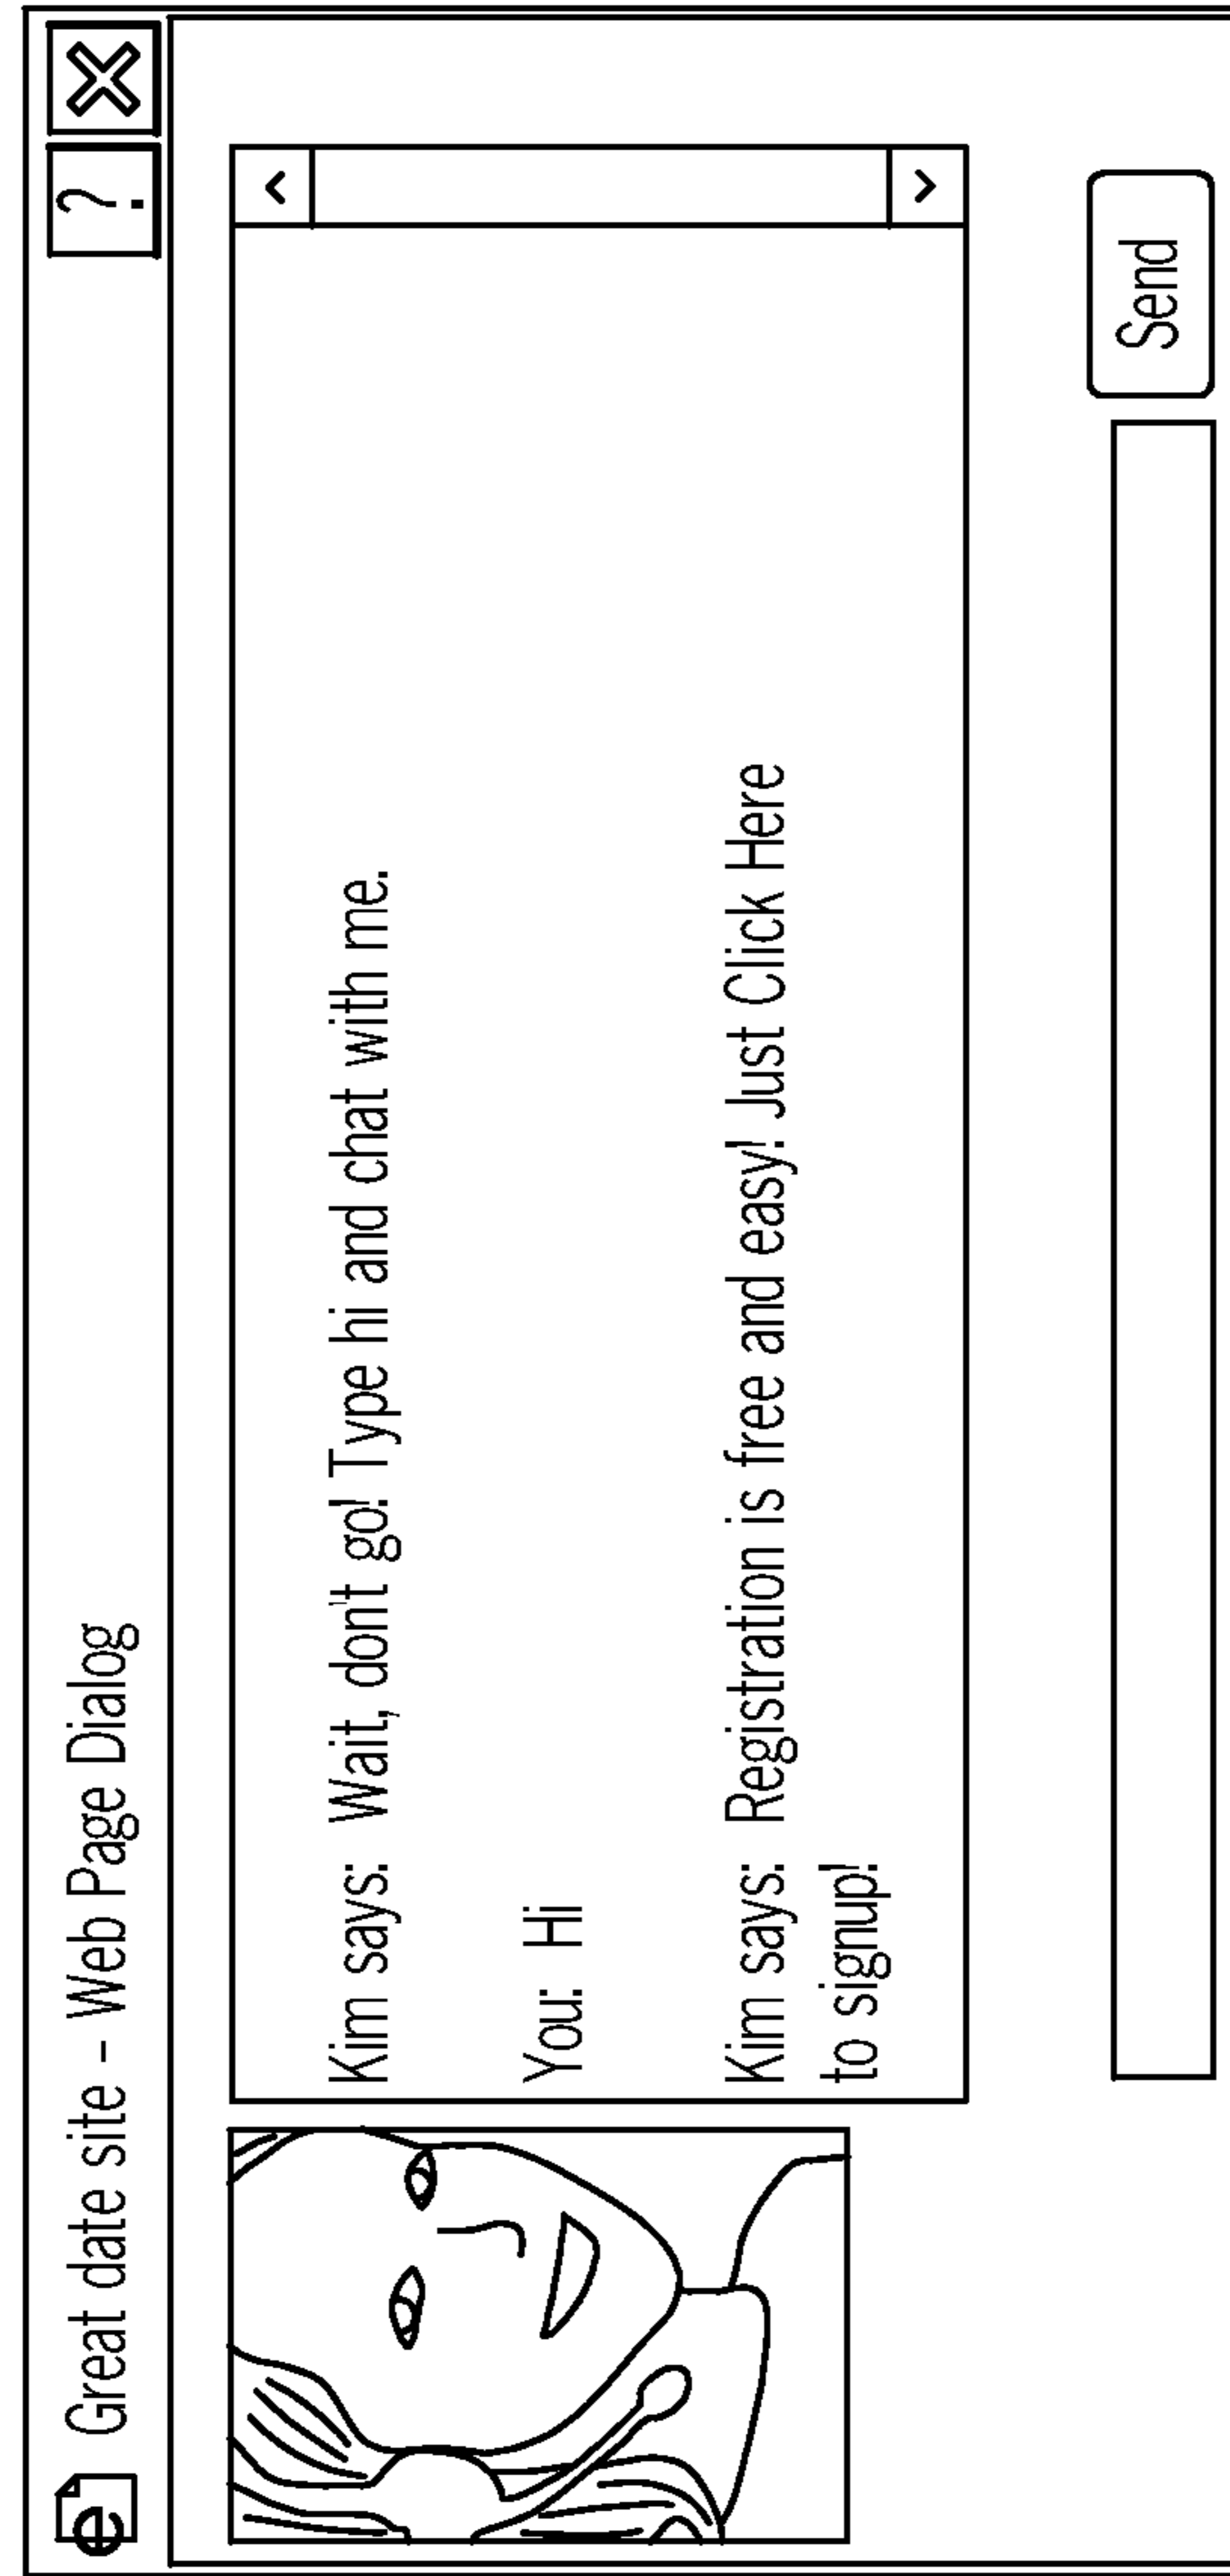 Great date site - Web Page Dialog
?
Kim says: Wait, don't go! Type hi and chat with me.
You: Hi
Kim says: Registration is free and easy! Just Click Here
to signup!
Send